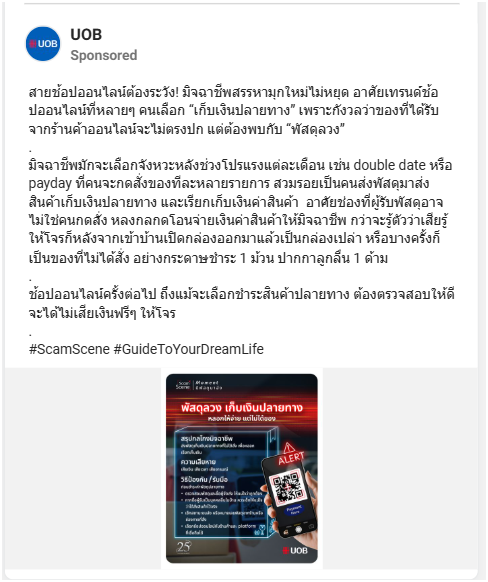 UOB
UOB
Sponsored
สายช้อปออนไลน์ต้องระวัง! มิจฉาชีพสรรหามุกใหม่ไม่หยุด อาศัยเทรนด์ช้อ
ปออนไลน์ที่หลายๆ คนเลือก “เก็บเงินปลายทาง” เพราะกังวลว่าของที่ได้รับ
จากร้านค้าออนไลน์จะไม่ตรงปก แต่ต้องพบกับ “พัสดุลวง”
.
มิจฉาชีพมักจะเลือกจังหวะหลังช่วงโปรแรงแต่ละเดือน เช่น double date หรือ
payday ที่คนจะกดสั่งของทีละหลายรายการ สวมรอยเป็นคนส่งพัสดุมาส่ง
สินค้าเก็บเงินปลายทาง และเรียกเก็บเงินค่าสินค้า อาศัยช่องที่ผู้รับพัสดุอาจ
ไม่ใช่คนกดสั่ง หลงกลกดโอนจ่ายเงินค่าสินค้าให้มิจฉาชีพ กว่าจะรู้ตัวว่าเสียรู้
ให้โจรก็หลังจากเข้าบ้านเปิดกล่องออกมาแล้วเป็นกล่องเปล่า หรือบางครั้งก็
เป็นของที่ไม่ได้สั่ง อย่างกระดาษชำระ 1 ม้วน ปากกาลูกลื่น 1 ด้าม
.
ช้อปออนไลน์ครั้งต่อไป ถึงแม้จะเลือกชำระสินค้าปลายทาง ต้องตรวจสอบให้ดี
จะได้ไม่เสียเงินฟรีๆ ให้โจร
.
#ScamScene #GuideToYourDreamLife
Scam
Scene
พัสดุลวง เก็บเงินปลายทาง
หลอกให้จ่าย แต่ไม่ได้ของ
สรุปกลโกงมิจฉาชีพ
ความเสียหาย
วิธีป้องกัน / รับมือ
ALERT
25
UOB